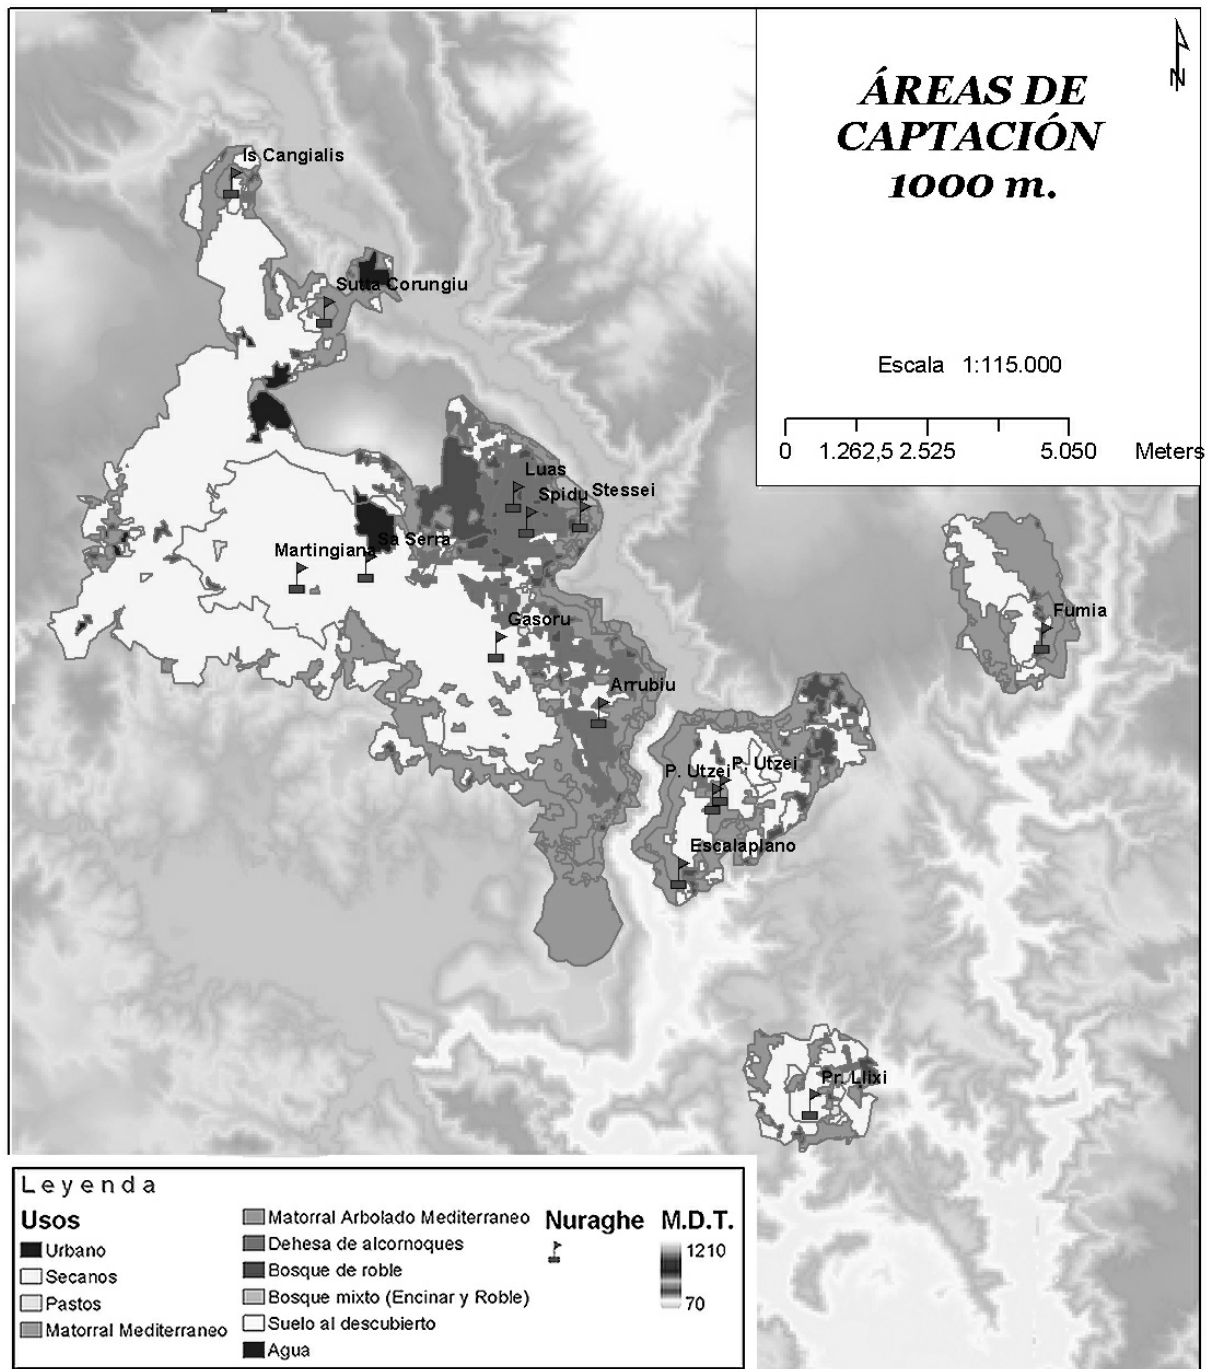 ÁREAS DE
CAPTACIÓN
1000 m.
N
Escala 1:115.000
0 1.262,5 2.525 5.050 Meters
Is Cangialis
Sutta Corungiu
Luas
Spidu
Stessei
Sa Serra
Martingiana
Gasoru
Fumia
Arrubiu
P. Utzei
P. Utzei
Escalaplano
Pr. Llixi
Leyenda
Usos
Urbano
Secanos
Pastos
Matorral Mediterraneo
Matorral Arbolado Mediterraneo
Dehesa de alcornoques
Bosque de roble
Bosque mixto (Encinar y Roble)
Suelo al descubierto
Agua
Nuraghe
M.D.T.
1210
70